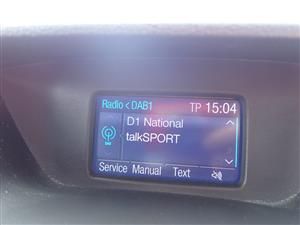 Radio < DAB1 TP 15:04
D1 National
talkSPORT
Service Manual Text